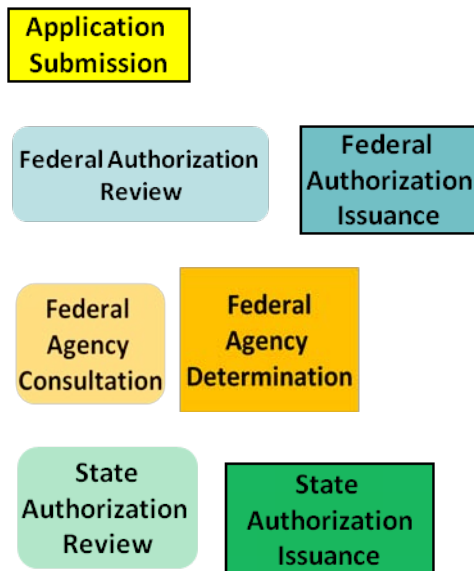 Application
Submission
Federal Authorization
Review
Federal
Authorization
Issuance
Federal
Agency
Consultation
Federal
Agency
Determination
State
Authorization
Review
State
Authorization
Issuance